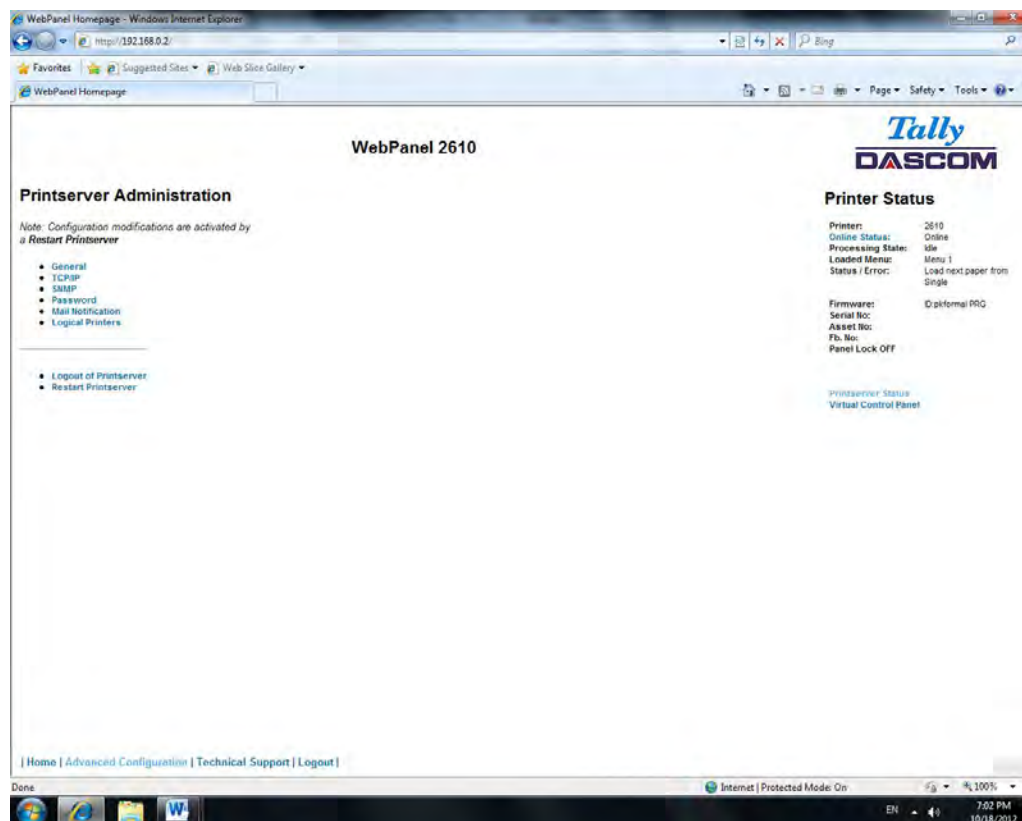 WebPanel Homepage - Windows Internet Explorer
http://192.168.0.2/
Bing
Favorites
Suggested Sites
Web Slice Gallery
WebPanel Homepage
Page
Safety
Tools
WebPanel 2610
Tally
DASCOM
Printserver Administration
Note: Configuration modifications are activated by
a Restart Printserver
General
TCP/IP
SNMP
Password
Mail Notification
Logical Printers
Logout of Printserver
Restart Printserver
Printer Status
Printer: 2610
Online Status: Online
Processing State: Idle
Loaded Menu: Menu 1
Status / Error: Load next paper from
Single
Firmware:
Serial No:
Asset No:
Fb. No:
Panel Lock OFF
Printserver Status
Virtual Control Panel
| Home | Advanced Configuration | Technical Support | Logout |
Done
Internet | Protected Mode: On
100%
EN
7:02 PM
10/18/2012